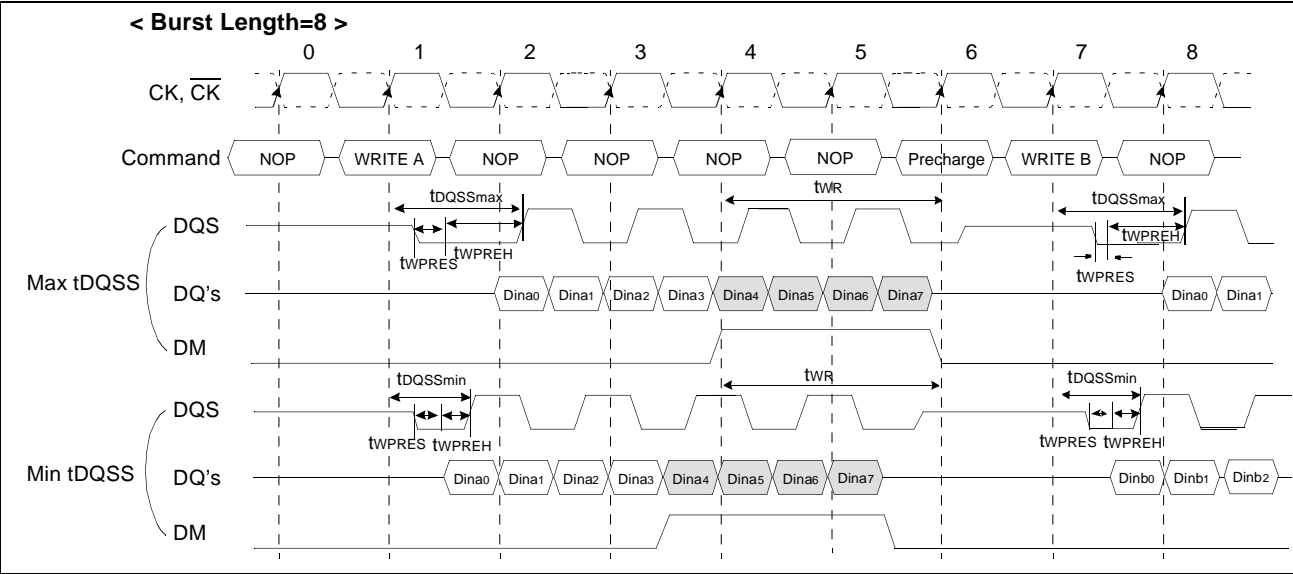 < Burst Length=8 >
0 1 2 3 4 5 6 7 8
CK, CK
Command NOP WRITE A NOP NOP NOP NOP Precharge WRITE B NOP
tDQSSmax tWR tDQSSmax
DQS
tWPREH tWPREH
tWPRES tWPRES
Max tDQSS
DQ's Dina0 Dina1 Dina2 Dina3 Dina4 Dina5 Dina6 Dina7 Dina0 Dina1
DM
tDQSSmin tWR tDQSSmin
DQS
tWPRES tWPREH tWPRES tWPREH
Min tDQSS
DQ's Dina0 Dina1 Dina2 Dina3 Dina4 Dina5 Dina6 Dina7 Dinb0 Dinb1 Dinb2
DM